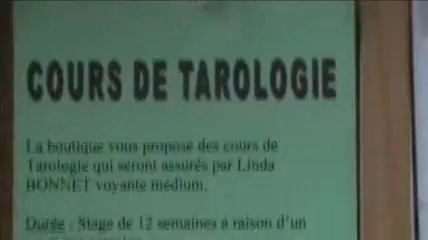 COURS DE TAROLOGIE
La boutique vous propose des cours de
Tarologie qui seront assurés par Linda
BONNET voyante médium.
Durée : Stage de 12 semaines à raison d'un